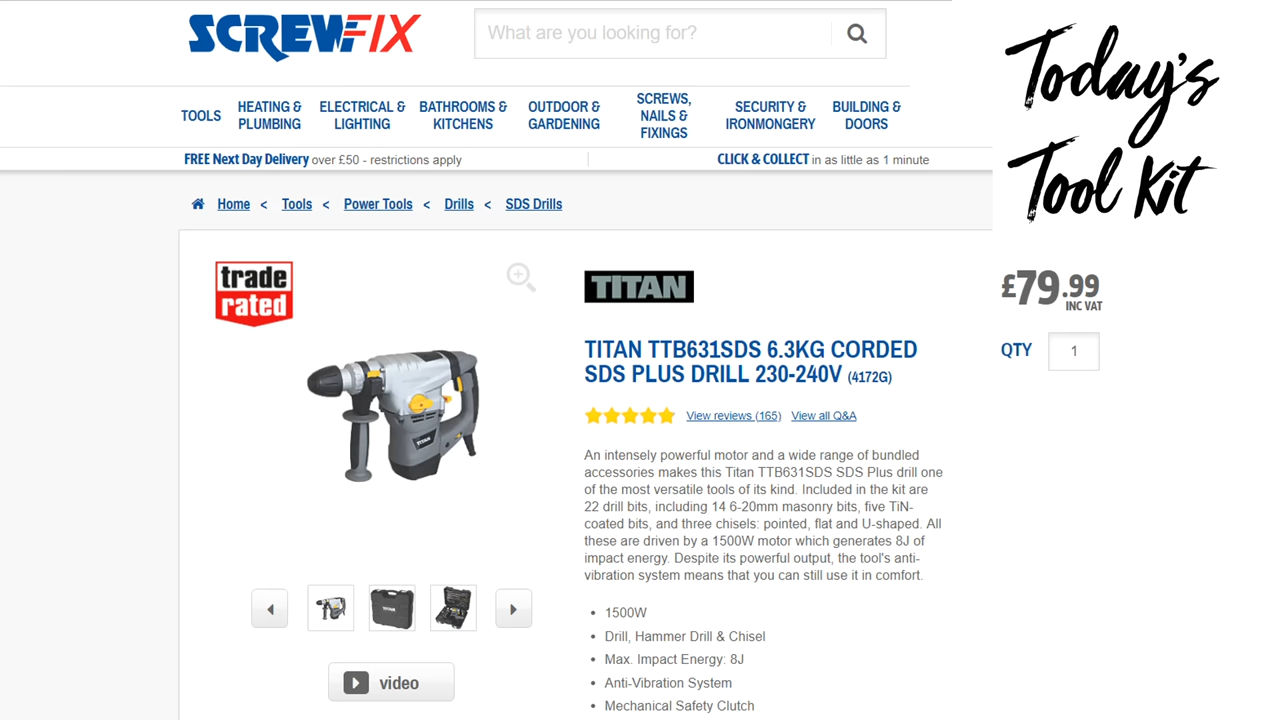 SCREWFIX
What are you looking for?
Today's
Tool Kit
TOOLS
HEATING &
PLUMBING
ELECTRICAL &
LIGHTING
BATHROOMS &
KITCHENS
OUTDOOR &
GARDENING
SCREWS,
NAILS &
FIXINGS
SECURITY &
IRONMONGERY
BUILDING &
DOORS
FREE Next Day Delivery over £50 - restrictions apply
CLICK & COLLECT in as little as 1 minute
Home < Tools < Power Tools < Drills < SDS Drills
trade
rated
TITAN
£79.99
INC VAT
QTY 1
TITAN TTB631SDS 6.3KG CORDED
SDS PLUS DRILL 230-240V (4172G)
View reviews (165) View all Q&A
An intensely powerful motor and a wide range of bundled
accessories makes this Titan TTB631SDS SDS Plus drill one
of the most versatile tools of its kind. Included in the kit are
22 drill bits, including 14 6-20mm masonry bits, five TiN-
coated bits, and three chisels: pointed, flat and U-shaped. All
these are driven by a 1500W motor which generates 8J of
impact energy. Despite its powerful output, the tool's anti-
vibration system means that you can still use it in comfort.
• 1500W
• Drill, Hammer Drill & Chisel
• Max. Impact Energy: 8J
• Anti-Vibration System
• Mechanical Safety Clutch
TITAN
TITAN
video